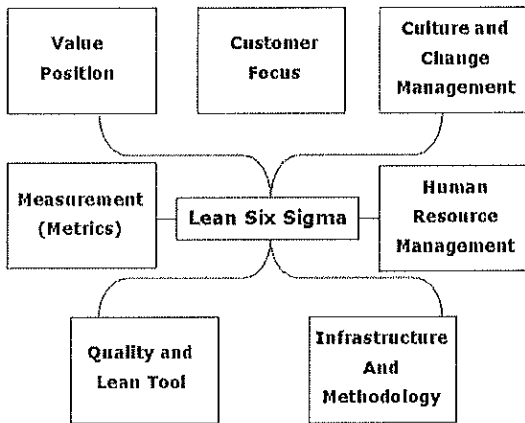 Value
Position
Customer
Focus
Culture and
Change
Management
Measurement
(Metrics)
Lean Six Sigma
Human
Resource
Management
Quality and
Lean Tool
Infrastructure
And
Methodology